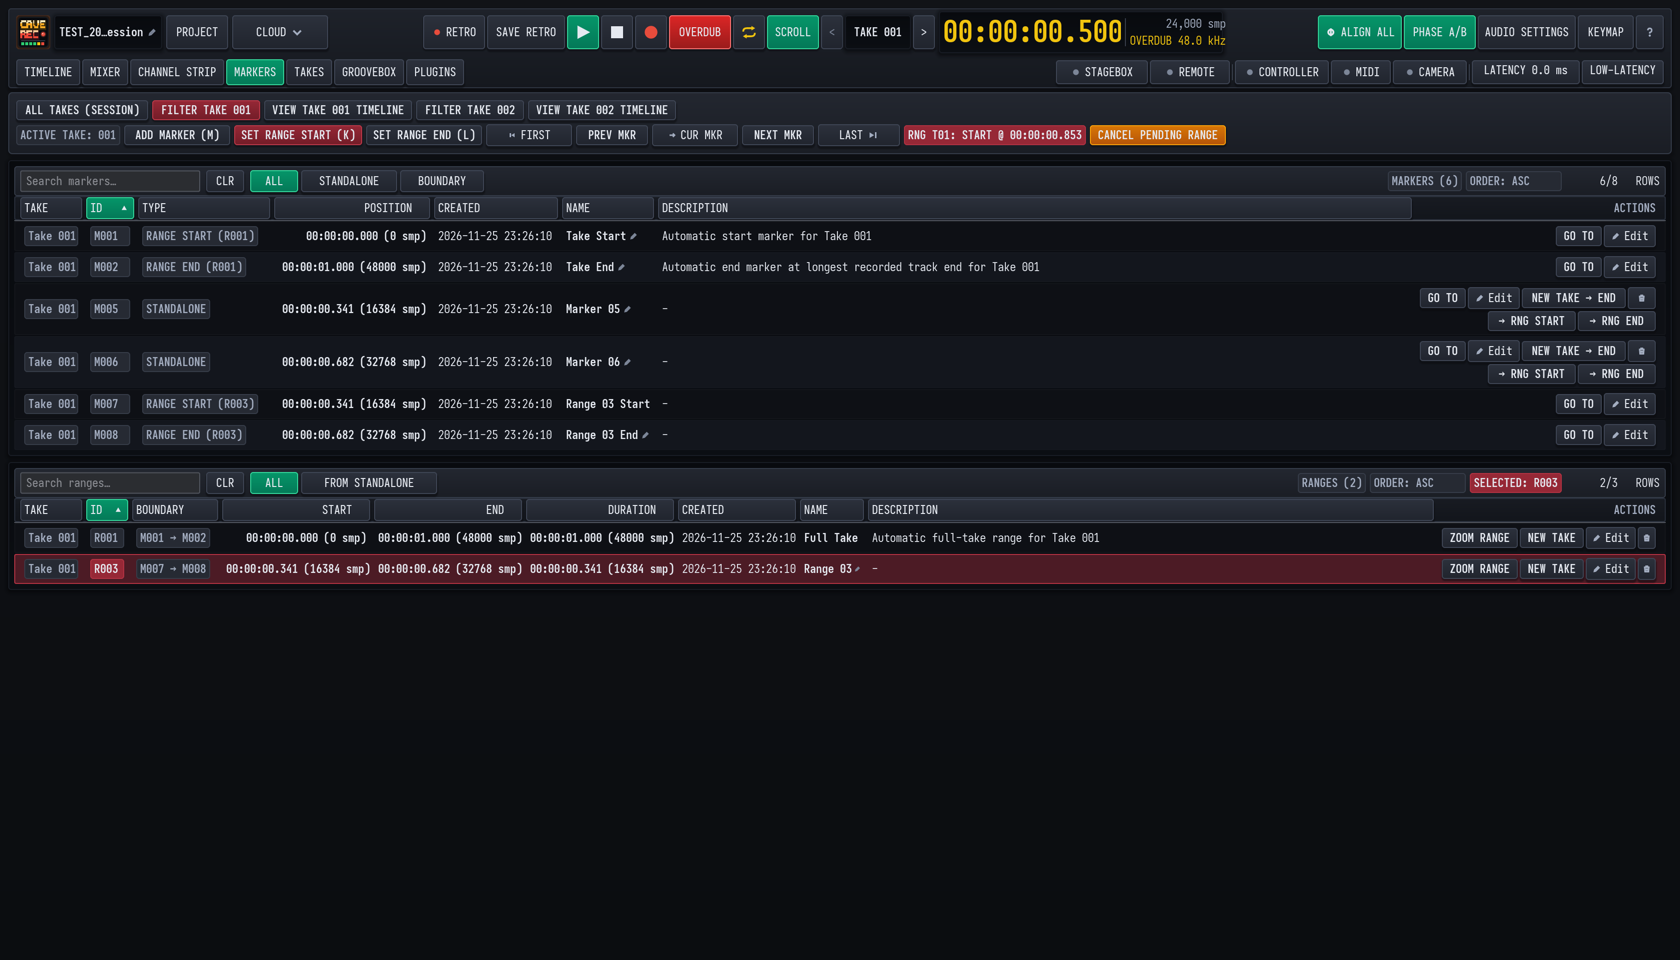 CAVE REC
TEST_20…ession PROJECT CLOUD RETRO SAVE RETRO OVERDUB SCROLL < TAKE 001 > 00:00:00.500 24,000 smp OVERDUB 48.0 kHz ALIGN ALL PHASE A/B AUDIO SETTINGS KEYMAP ?
TIMELINE MIXER CHANNEL STRIP MARKERS TAKES GROOVEBOX PLUGINS STAGEBOX REMOTE CONTROLLER MIDI CAMERA LATENCY 0.0 ms LOW-LATENCY
ALL TAKES (SESSION) FILTER TAKE 001 VIEW TAKE 001 TIMELINE FILTER TAKE 002 VIEW TAKE 002 TIMELINE
ACTIVE TAKE: 001 ADD MARKER (M) SET RANGE START (K) SET RANGE END (L) FIRST PREV MKR → CUR MKR NEXT MKR LAST RNG T01: START @ 00:00:00.853 CANCEL PENDING RANGE
Search markers… CLR ALL STANDALONE BOUNDARY MARKERS (6) ORDER: ASC 6/8 ROWS
TAKE ID ▲ TYPE POSITION CREATED NAME DESCRIPTION ACTIONS
Take 001 M001 RANGE START (R001) 00:00:00.000 (0 smp) 2026-11-25 23:26:10 Take Start Automatic start marker for Take 001 GO TO Edit
Take 001 M002 RANGE END (R001) 00:00:01.000 (48000 smp) 2026-11-25 23:26:10 Take End Automatic end marker at longest recorded track end for Take 001 GO TO Edit
Take 001 M005 STANDALONE 00:00:00.341 (16384 smp) 2026-11-25 23:26:10 Marker 05 – GO TO Edit NEW TAKE → END
→ RNG START → RNG END
Take 001 M006 STANDALONE 00:00:00.682 (32768 smp) 2026-11-25 23:26:10 Marker 06 – GO TO Edit NEW TAKE → END
→ RNG START → RNG END
Take 001 M007 RANGE START (R003) 00:00:00.341 (16384 smp) 2026-11-25 23:26:10 Range 03 Start – GO TO Edit
Take 001 M008 RANGE END (R003) 00:00:00.682 (32768 smp) 2026-11-25 23:26:10 Range 03 End – GO TO Edit
Search ranges… CLR ALL FROM STANDALONE RANGES (2) ORDER: ASC SELECTED: R003 2/3 ROWS
TAKE ID ▲ BOUNDARY START END DURATION CREATED NAME DESCRIPTION ACTIONS
Take 001 R001 M001 → M002 00:00:00.000 (0 smp) 00:00:01.000 (48000 smp) 00:00:01.000 (48000 smp) 2026-11-25 23:26:10 Full Take Automatic full-take range for Take 001 ZOOM RANGE NEW TAKE Edit
Take 001 R003 M007 → M008 00:00:00.341 (16384 smp) 00:00:00.682 (32768 smp) 00:00:00.341 (16384 smp) 2026-11-25 23:26:10 Range 03 – ZOOM RANGE NEW TAKE Edit